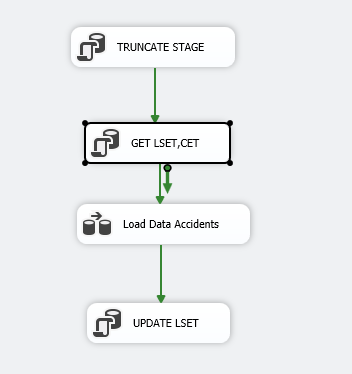 TRUNCATE STAGE
GET LSET,CET
Load Data Accidents
UPDATE LSET